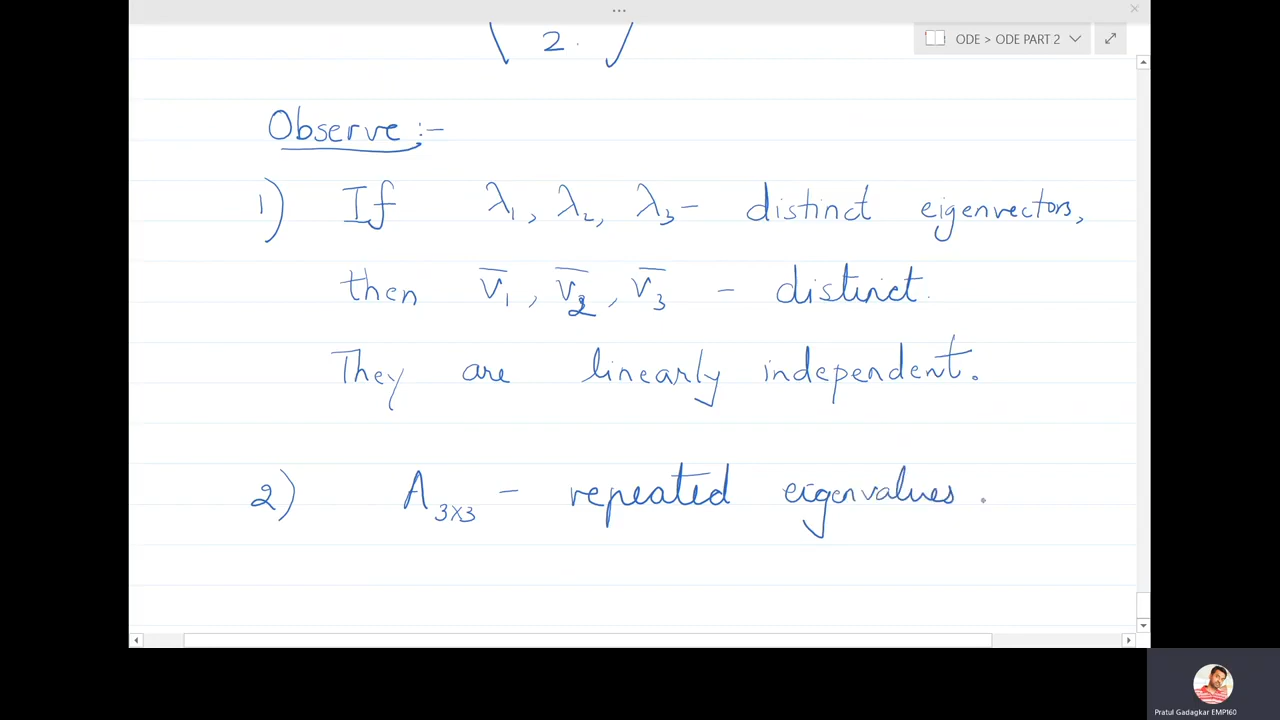 ...
ODE > ODE PART 2
2.
Observe :-
1) If λ₁, λ₂, λ₃ - distinct eigenvectors,
then v̅₁, v̅₂, v̅₃ - distinct.
They are linearly independent.
2) A₃ₓ₃ - repeated eigenvalues.
Pratul Gadagkar EMP160